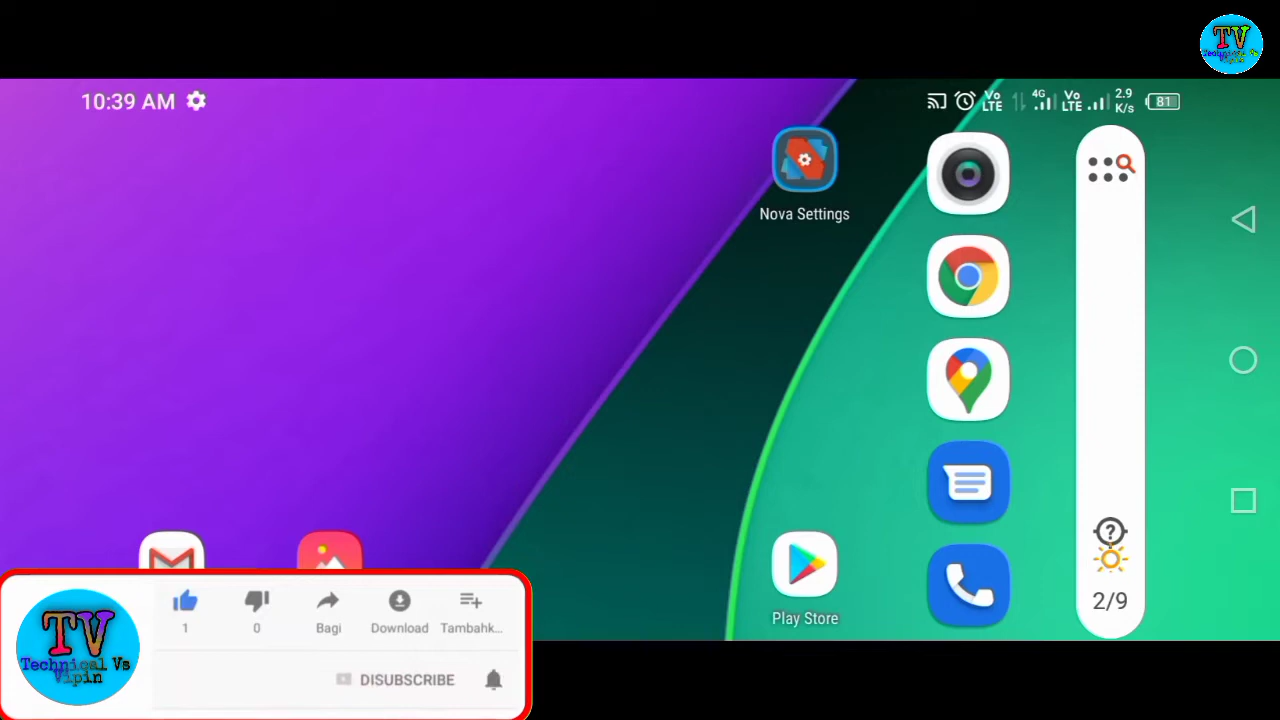 TV
Technical Vs
Vipin
10:39 AM
Vo
LTE
4G
Vo
LTE
2.9
K/s
81
Nova Settings
Play Store
2/9
1
0
Bagi
Download
Tambahk...
DISUBSCRIBE
TV
Technical Vs
Vipin